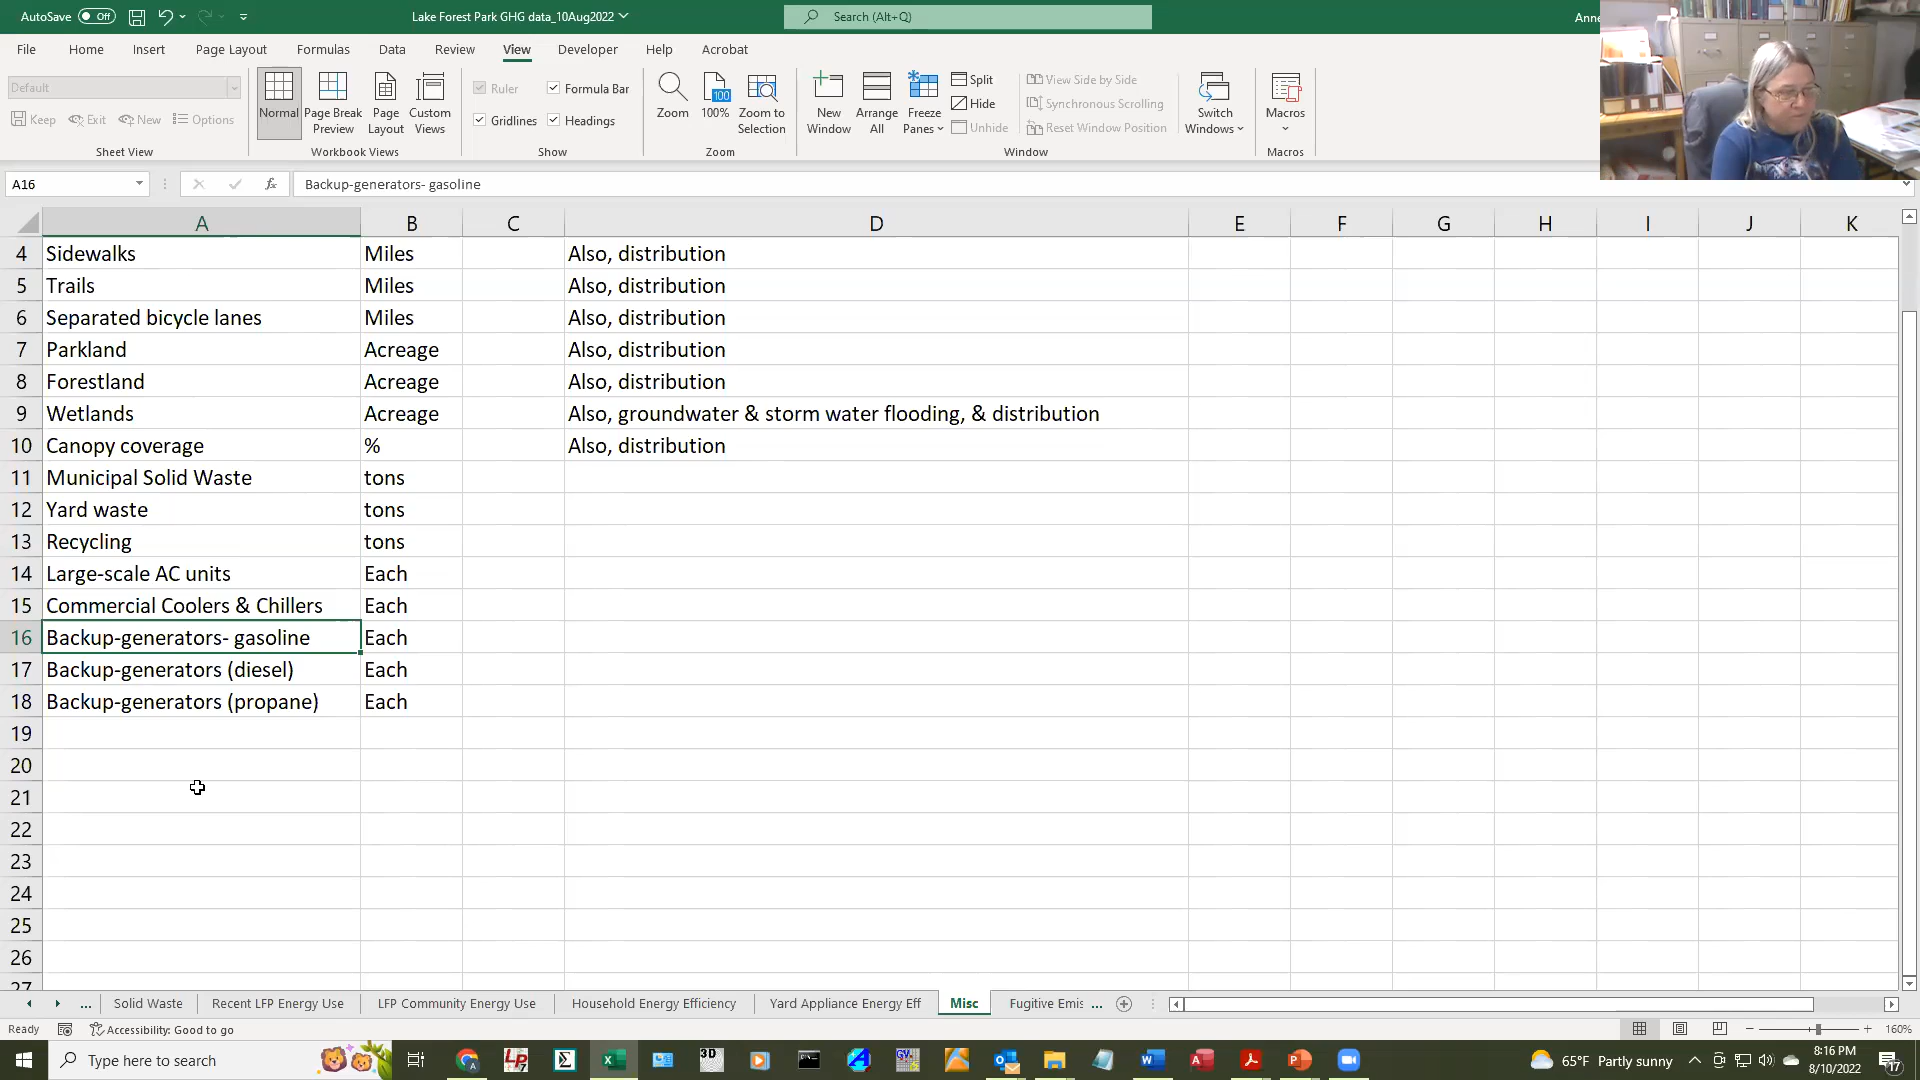 AutoSave Off Lake Forest Park GHG data_10Aug2022 Search (Alt+Q) Anne
File Home Insert Page Layout Formulas Data Review View Developer Help Acrobat
Default
Keep Exit New Options
Sheet View
Normal
Page Break Preview
Page Layout
Custom Views
Workbook Views
Ruler Formula Bar
Gridlines Headings
Show
Zoom
100
100%
Zoom to Selection
Zoom
New Window
Arrange All
Freeze Panes
Split
Hide
Unhide
View Side by Side
Synchronous Scrolling
Reset Window Position
Switch Windows
Window
Macros
Macros
A16 fx Backup-generators- gasoline
A B C D E F G H I J K
4 Sidewalks Miles Also, distribution
5 Trails Miles Also, distribution
6 Separated bicycle lanes Miles Also, distribution
7 Parkland Acreage Also, distribution
8 Forestland Acreage Also, distribution
9 Wetlands Acreage Also, groundwater & storm water flooding, & distribution
10 Canopy coverage % Also, distribution
11 Municipal Solid Waste tons
12 Yard waste tons
13 Recycling tons
14 Large-scale AC units Each
15 Commercial Coolers & Chillers Each
16 Backup-generators- gasoline Each
17 Backup-generators (diesel) Each
18 Backup-generators (propane) Each
19
20
21
22
23
24
25
26
27
... Solid Waste Recent LFP Energy Use LFP Community Energy Use Household Energy Efficiency Yard Appliance Energy Eff Misc Fugitive Emis ...
Ready Accessibility: Good to go 160%
Type here to search 65°F Partly sunny 8:16 PM
8/10/2022 17